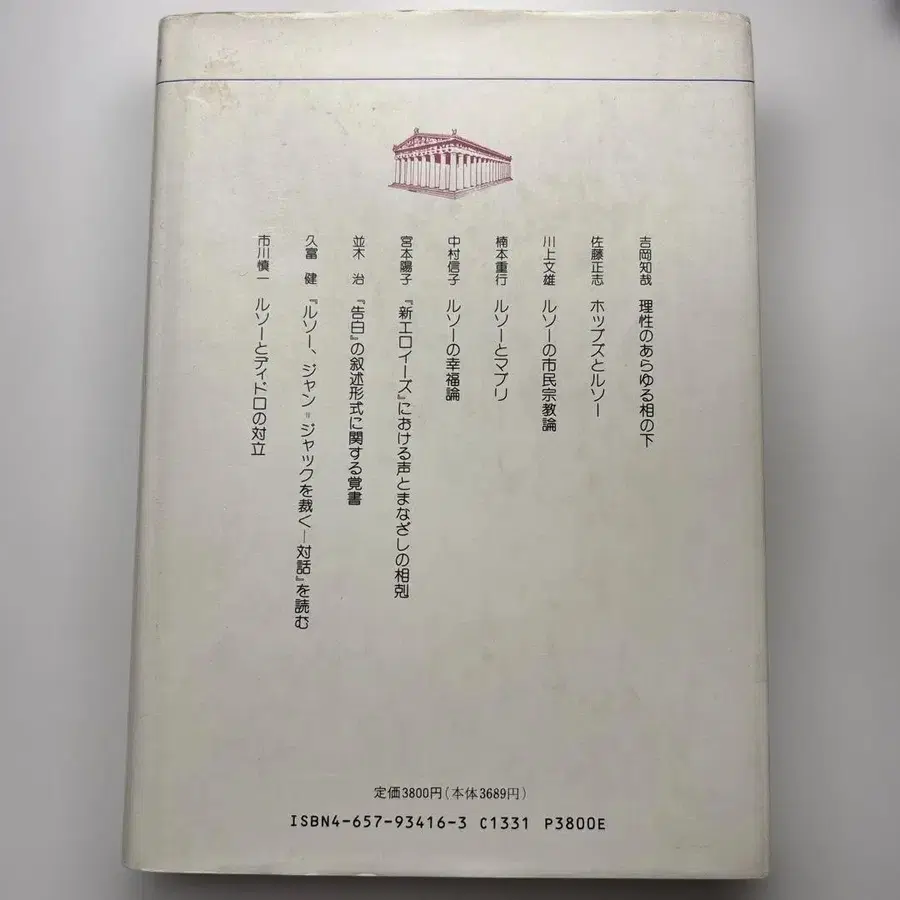 吉岡知哉 理性のあらゆる相の下
佐藤正志 ホッブズとルソー
川上文雄 ルソーの市民宗教論
楠本重行 ルソーとマブリ
中村信子 ルソーの幸福論
宮本陽子 『新エロイーズ』における声とまなざしの相剋
並木 治 『告白』の叙述形式に関する覚書
久富 健 『ルソー、ジャン=ジャックを裁く―対話』を読む
市川慎一 ルソーとディドロの対立
定価3800円(本体3689円)
ISBN4-657-93416-3 C1331 P3800E